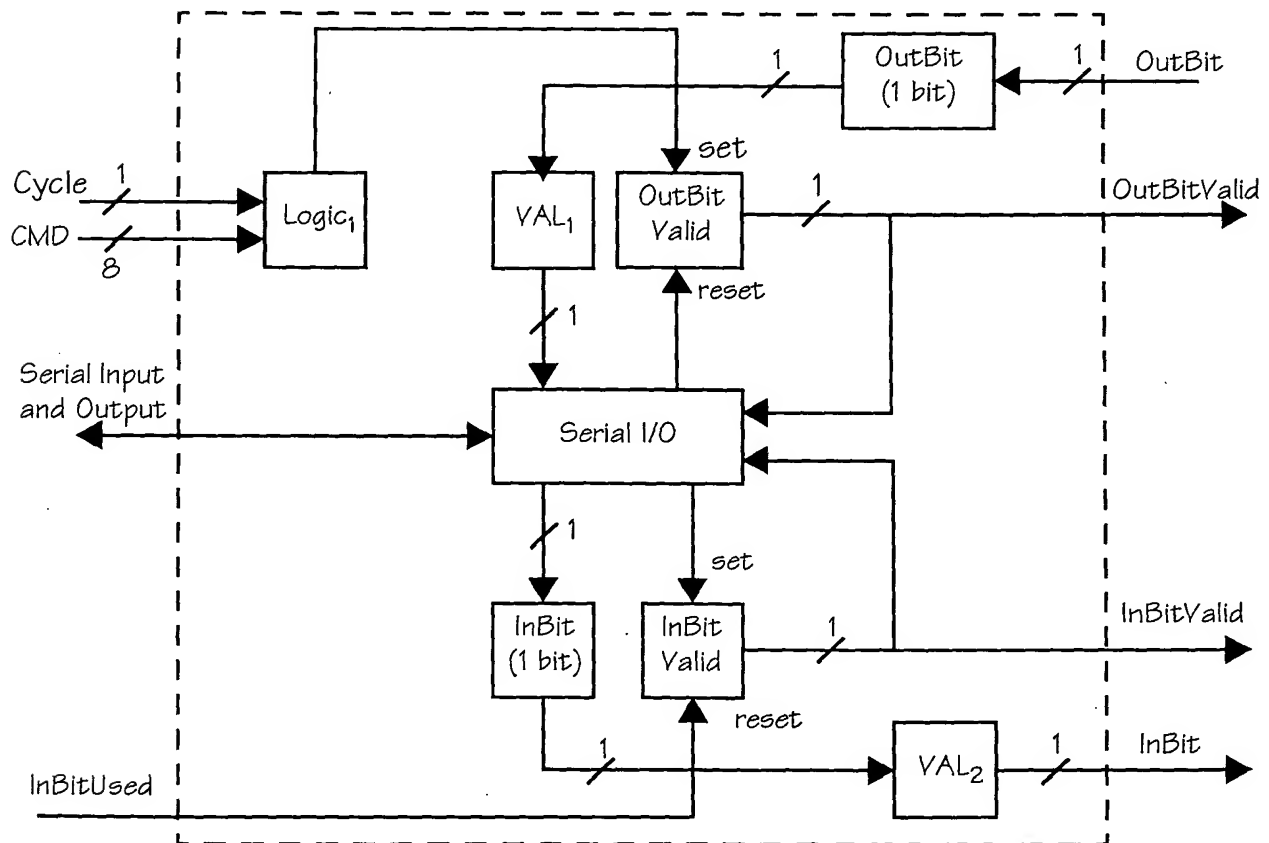 1
OutBit
(1 bit)
1
OutBit
set
Cycle
1
CMD
8
Logic₁
VAL₁
OutBit
Valid
1
OutBitValid
reset
1
Serial Input
and Output
Serial I/O
1
set
InBit
(1 bit)
InBit
Valid
1
InBitValid
reset
1
VAL₂
1
InBit
InBitUsed